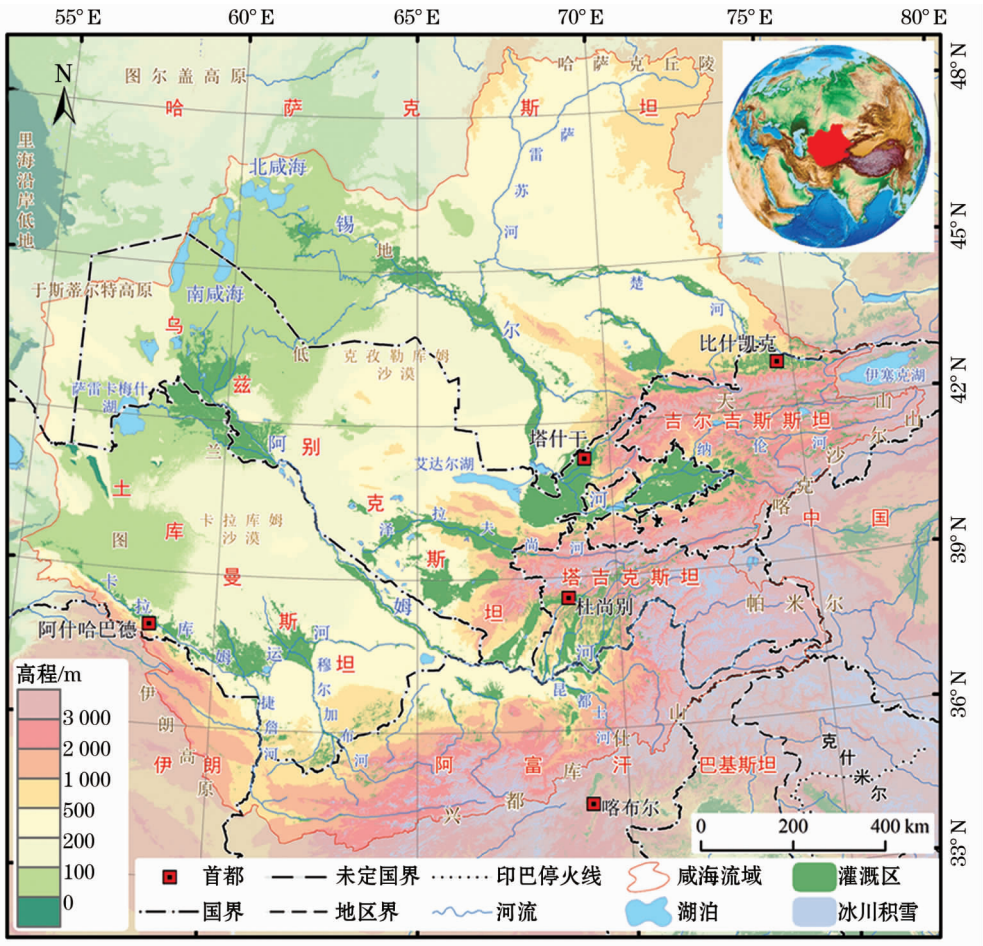 55°E 60°E 65°E 70°E 75°E 80°E
48°N
45°N
42°N
39°N
36°N
33°N
N
图尔盖高原
哈萨克丘陵
哈萨克斯坦
里海沿岸低地
北咸海
萨雷苏河
锡尔河
南咸海
于斯蒂尔特高原
图兰低地
楚河
克孜勒库姆
沙漠
比什凯克
伊塞克湖
萨雷卡梅什
湖
乌兹别克斯坦
天山
吉尔吉斯斯坦
塔什干
纳伦河
阿姆河
艾达尔湖
喀克沙尔山
中国
土库曼斯坦
卡拉库姆
沙漠
泽拉夫尚河
塔吉克斯坦
杜尚别
帕米尔
卡拉库姆运河
阿什哈巴德
穆尔加布河
捷詹河
昆都士河
伊朗高原
伊朗
阿富汗
兴都库什山
喀布尔
巴基斯坦
克什米尔
高程/m
3 000
2 000
1 000
500
200
100
0
0 200 400 km
首都 未定国界 印巴停火线 咸海流域 灌溉区
国界 地区界 河流 湖泊 冰川积雪